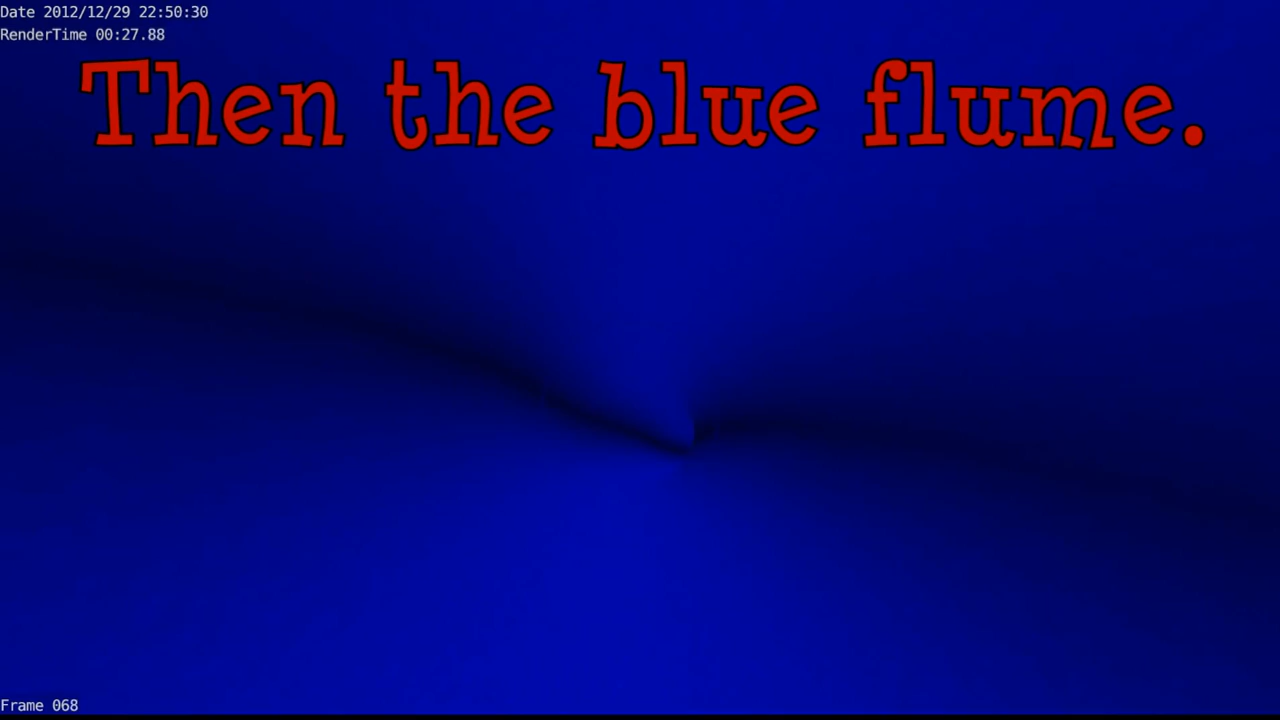 Date 2012/12/29 22:50:30
RenderTime 00:27.88
Then the blue flume.
Frame 068